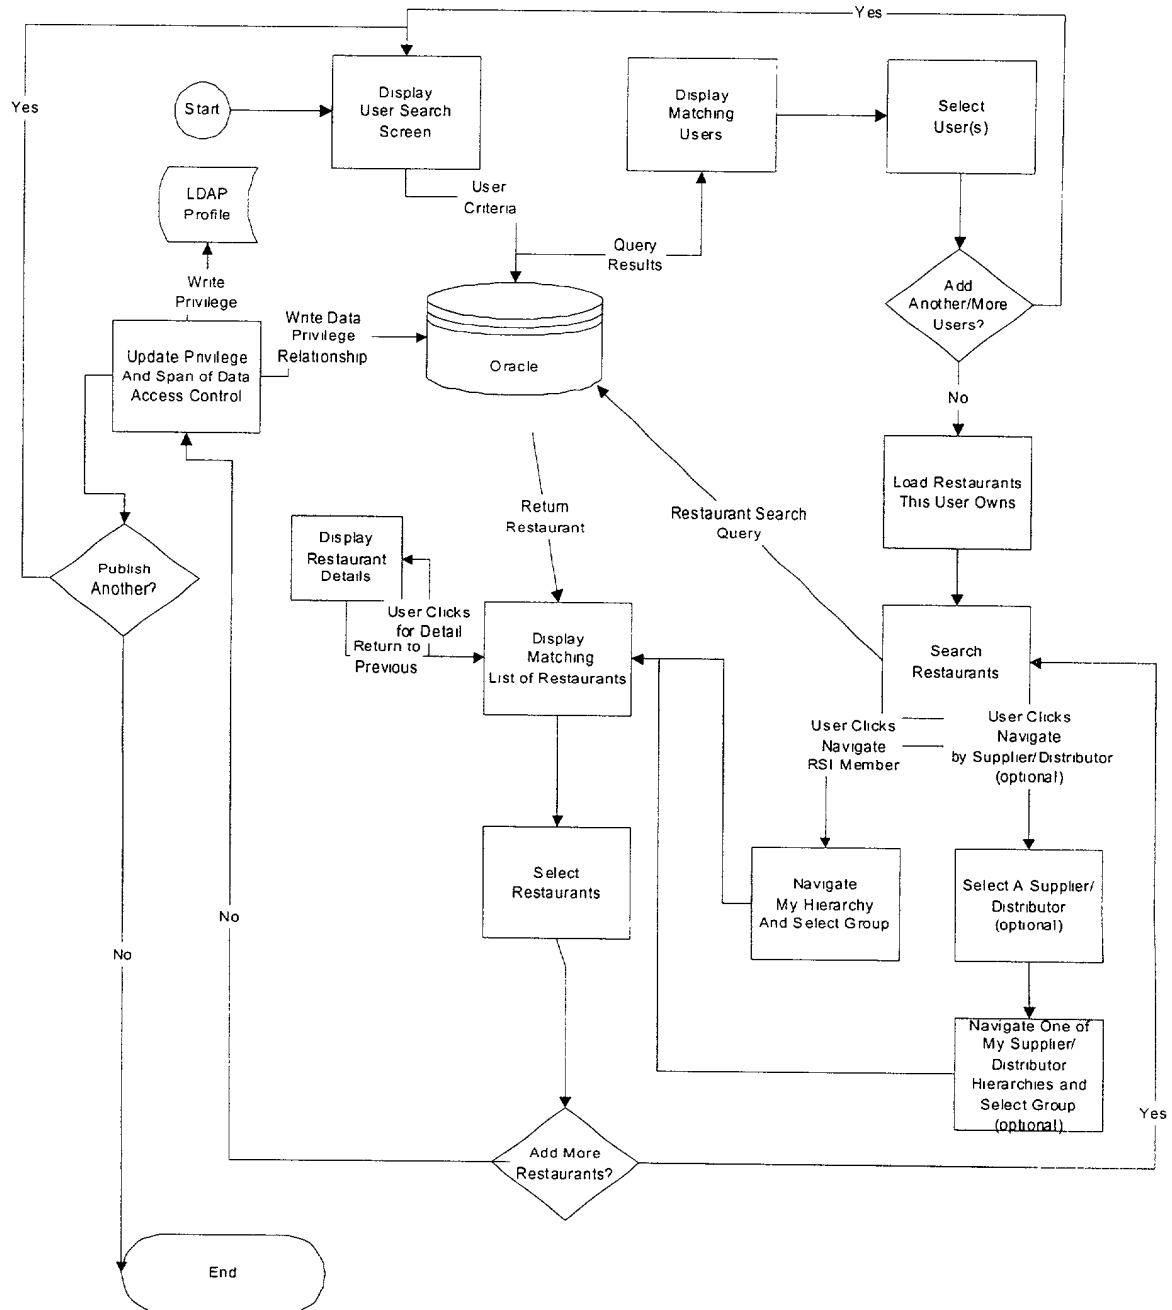 Yes
Yes
Start
Display
User Search
Screen
Display
Matching
Users
Select
User(s)
LDAP
Profile
User
Criteria
Query
Results
Write
Privilege
Write Data
Privilege
Relationship
Add
Another/More
Users?
Update Privilege
And Span of Data
Access Control
Oracle
No
Load Restaurants
This User Owns
Return
Restaurant
Restaurant Search
Query
Display
Restaurant
Details
Publish
Another?
User Clicks
for Detail
Return to
Previous
Display
Matching
List of Restaurants
Search
Restaurants
User Clicks
Navigate
RSI Member
User Clicks
Navigate
by Supplier/Distributor
(optional)
Select
Restaurants
Navigate
My Hierarchy
And Select Group
Select A Supplier/
Distributor
(optional)
No
No
Navigate One of
My Supplier/
Distributor
Hierarchies and
Select Group
(optional)
Yes
Add More
Restaurants?
End